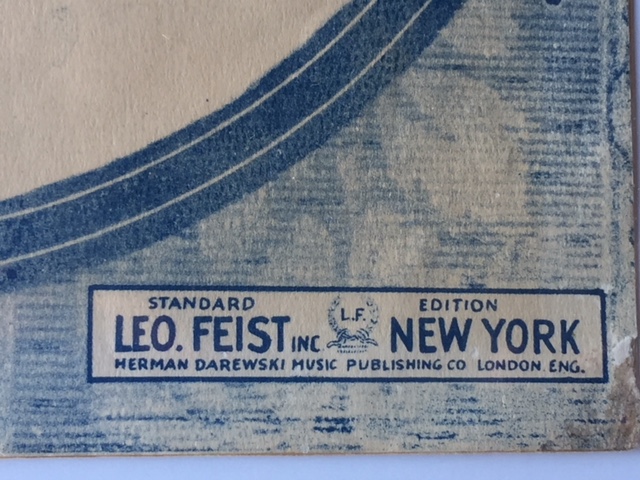 STANDARD L.F. EDITION
LEO. FEIST INC NEW YORK
HERMAN DAREWSKI MUSIC PUBLISHING CO LONDON ENG.